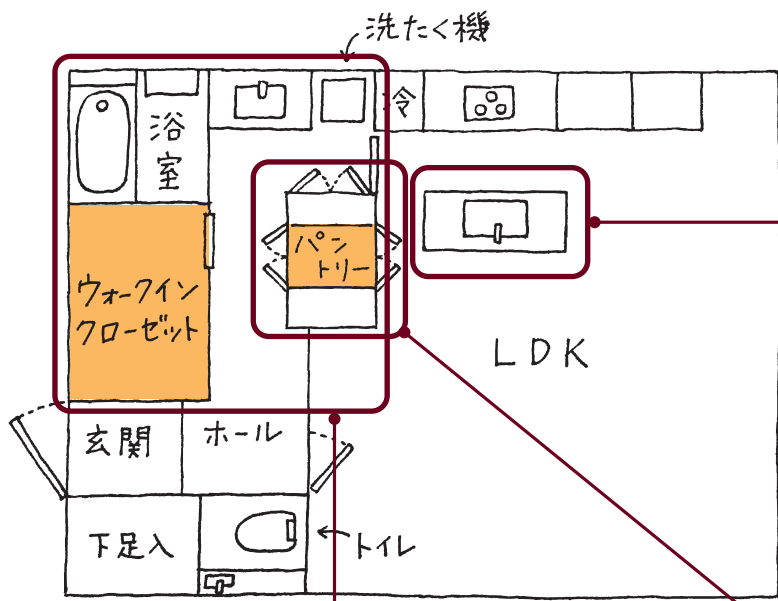 洗たく機
冷
浴
室
パン
トリー
ウォークイン
クローゼット
LDK
玄関
ホール
下足入
トイレ